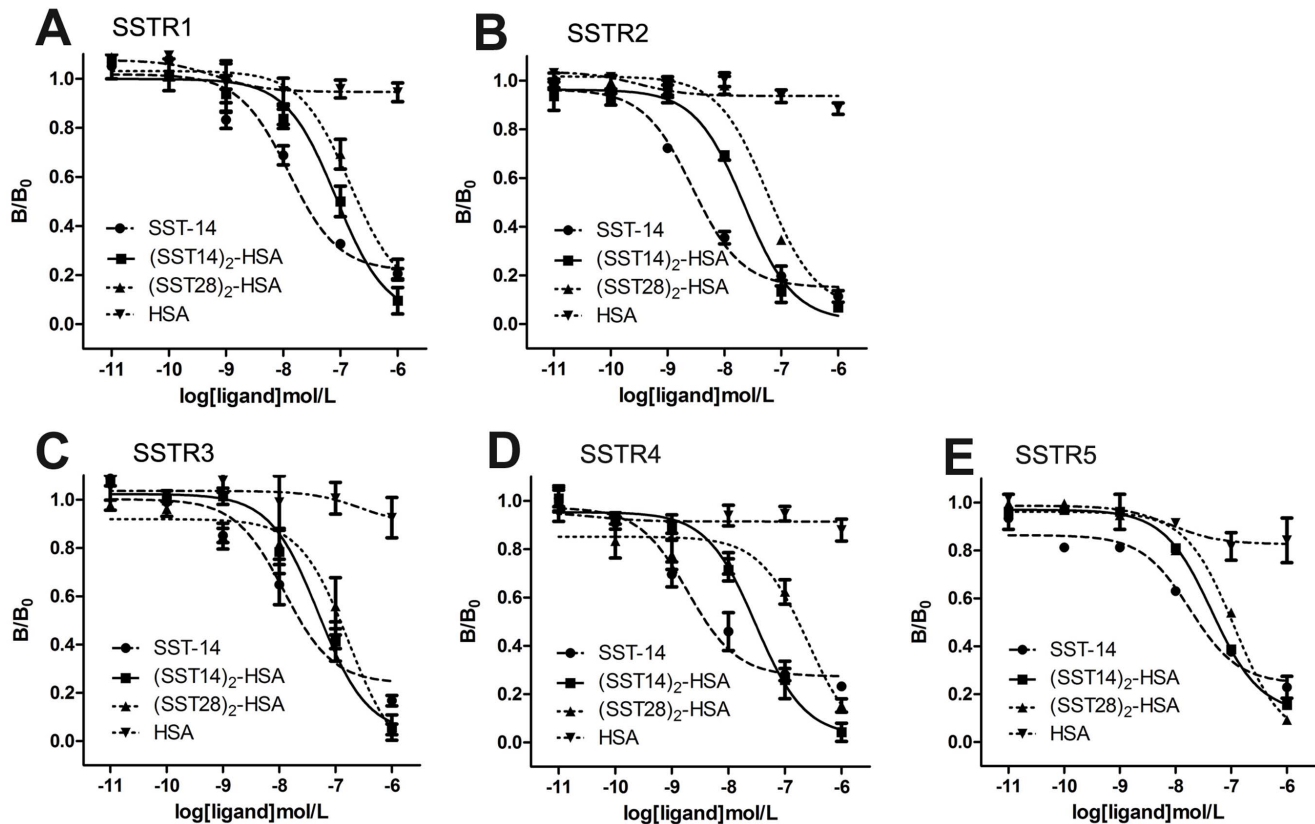 A
SSTR1
B/B₀
1.0
0.8
0.6
0.4
0.2
0.0
SST-14
(SST14)₂-HSA
(SST28)₂-HSA
HSA
-11 -10 -9 -8 -7 -6
log[ligand]mol/L
B
SSTR2
B/B₀
1.0
0.8
0.6
0.4
0.2
0.0
SST-14
(SST14)₂-HSA
(SST28)₂-HSA
HSA
-11 -10 -9 -8 -7 -6
log[ligand]mol/L
C
SSTR3
B/B₀
1.0
0.8
0.6
0.4
0.2
0.0
SST-14
(SST14)₂-HSA
(SST28)₂-HSA
HSA
-11 -10 -9 -8 -7 -6
log[ligand]mol/L
D
SSTR4
B/B₀
1.0
0.8
0.6
0.4
0.2
0.0
SST-14
(SST14)₂-HSA
(SST28)₂-HSA
HSA
-11 -10 -9 -8 -7 -6
log[ligand]mol/L
E
SSTR5
B/B₀
1.0
0.8
0.6
0.4
0.2
0.0
SST-14
(SST14)₂-HSA
(SST28)₂-HSA
HSA
-11 -10 -9 -8 -7 -6
log[ligand]mol/L